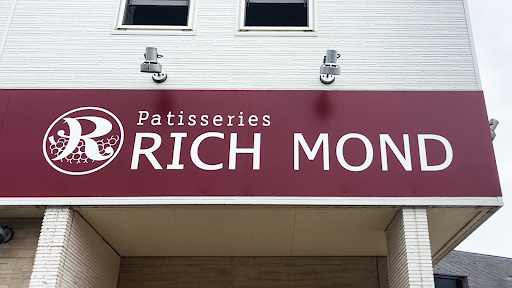 R
Patisseries
RICH MOND